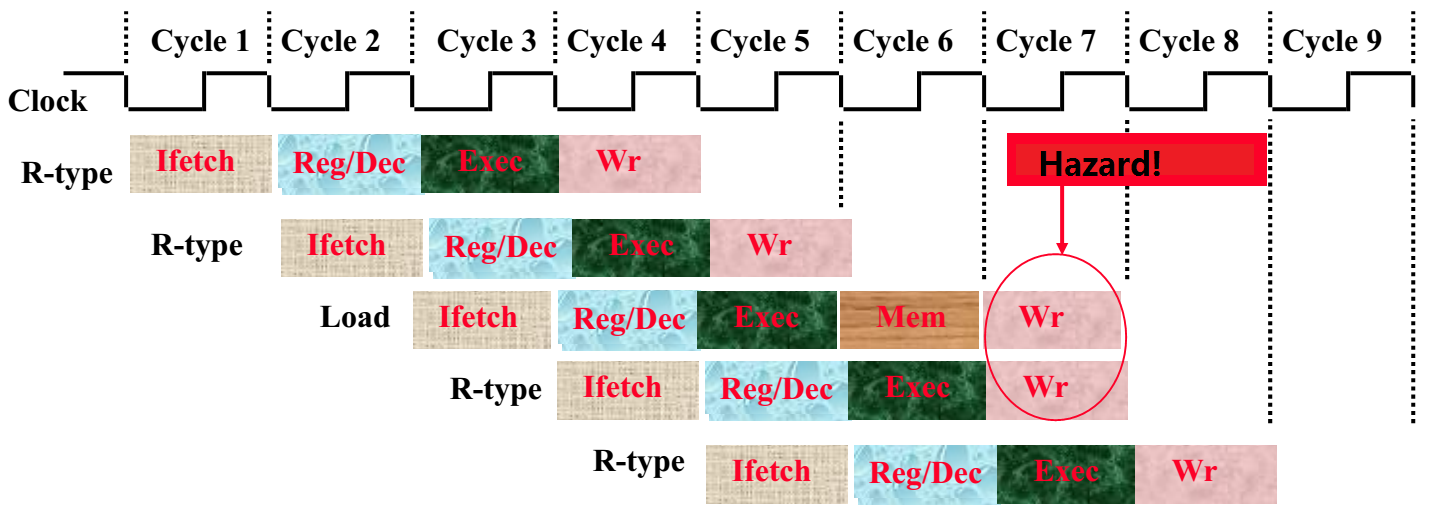 Cycle 1 Cycle 2 Cycle 3 Cycle 4 Cycle 5 Cycle 6 Cycle 7 Cycle 8 Cycle 9
Clock
R-type Ifetch Reg/Dec Exec Wr Hazard!
R-type Ifetch Reg/Dec Exec Wr
Load Ifetch Reg/Dec Exec Mem Wr
R-type Ifetch Reg/Dec Exec Wr
R-type Ifetch Reg/Dec Exec Wr